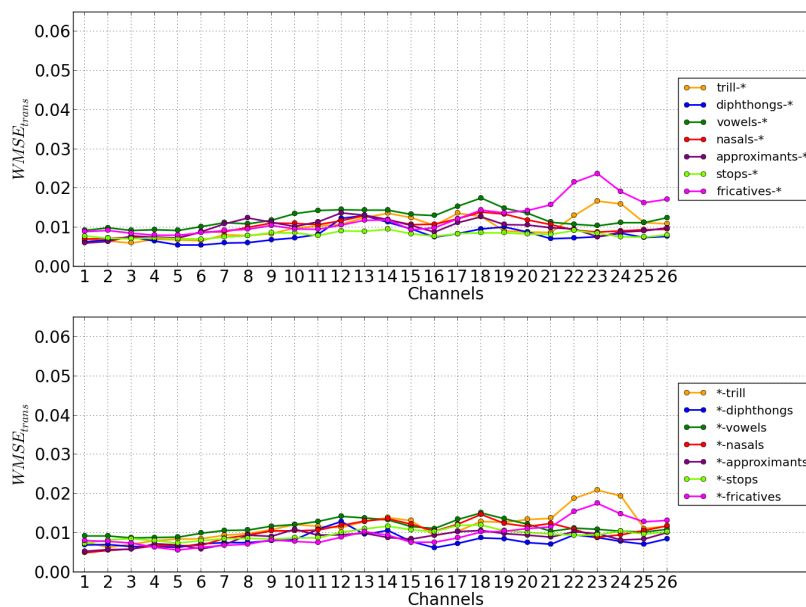 0.06
0.05
0.04
0.03
0.02
0.01
0.00
WMSE_trans
1 2 3 4 5 6 7 8 9 10 11 12 13 14 15 16 17 18 19 20 21 22 23 24 25 26
Channels
trill-*
diphthongs-*
vowels-*
nasals-*
approximants-*
stops-*
fricatives-*
0.06
0.05
0.04
0.03
0.02
0.01
0.00
WMSE_trans
1 2 3 4 5 6 7 8 9 10 11 12 13 14 15 16 17 18 19 20 21 22 23 24 25 26
Channels
*-trill
*-diphthongs
*-vowels
*-nasals
*-approximants
*-stops
*-fricatives